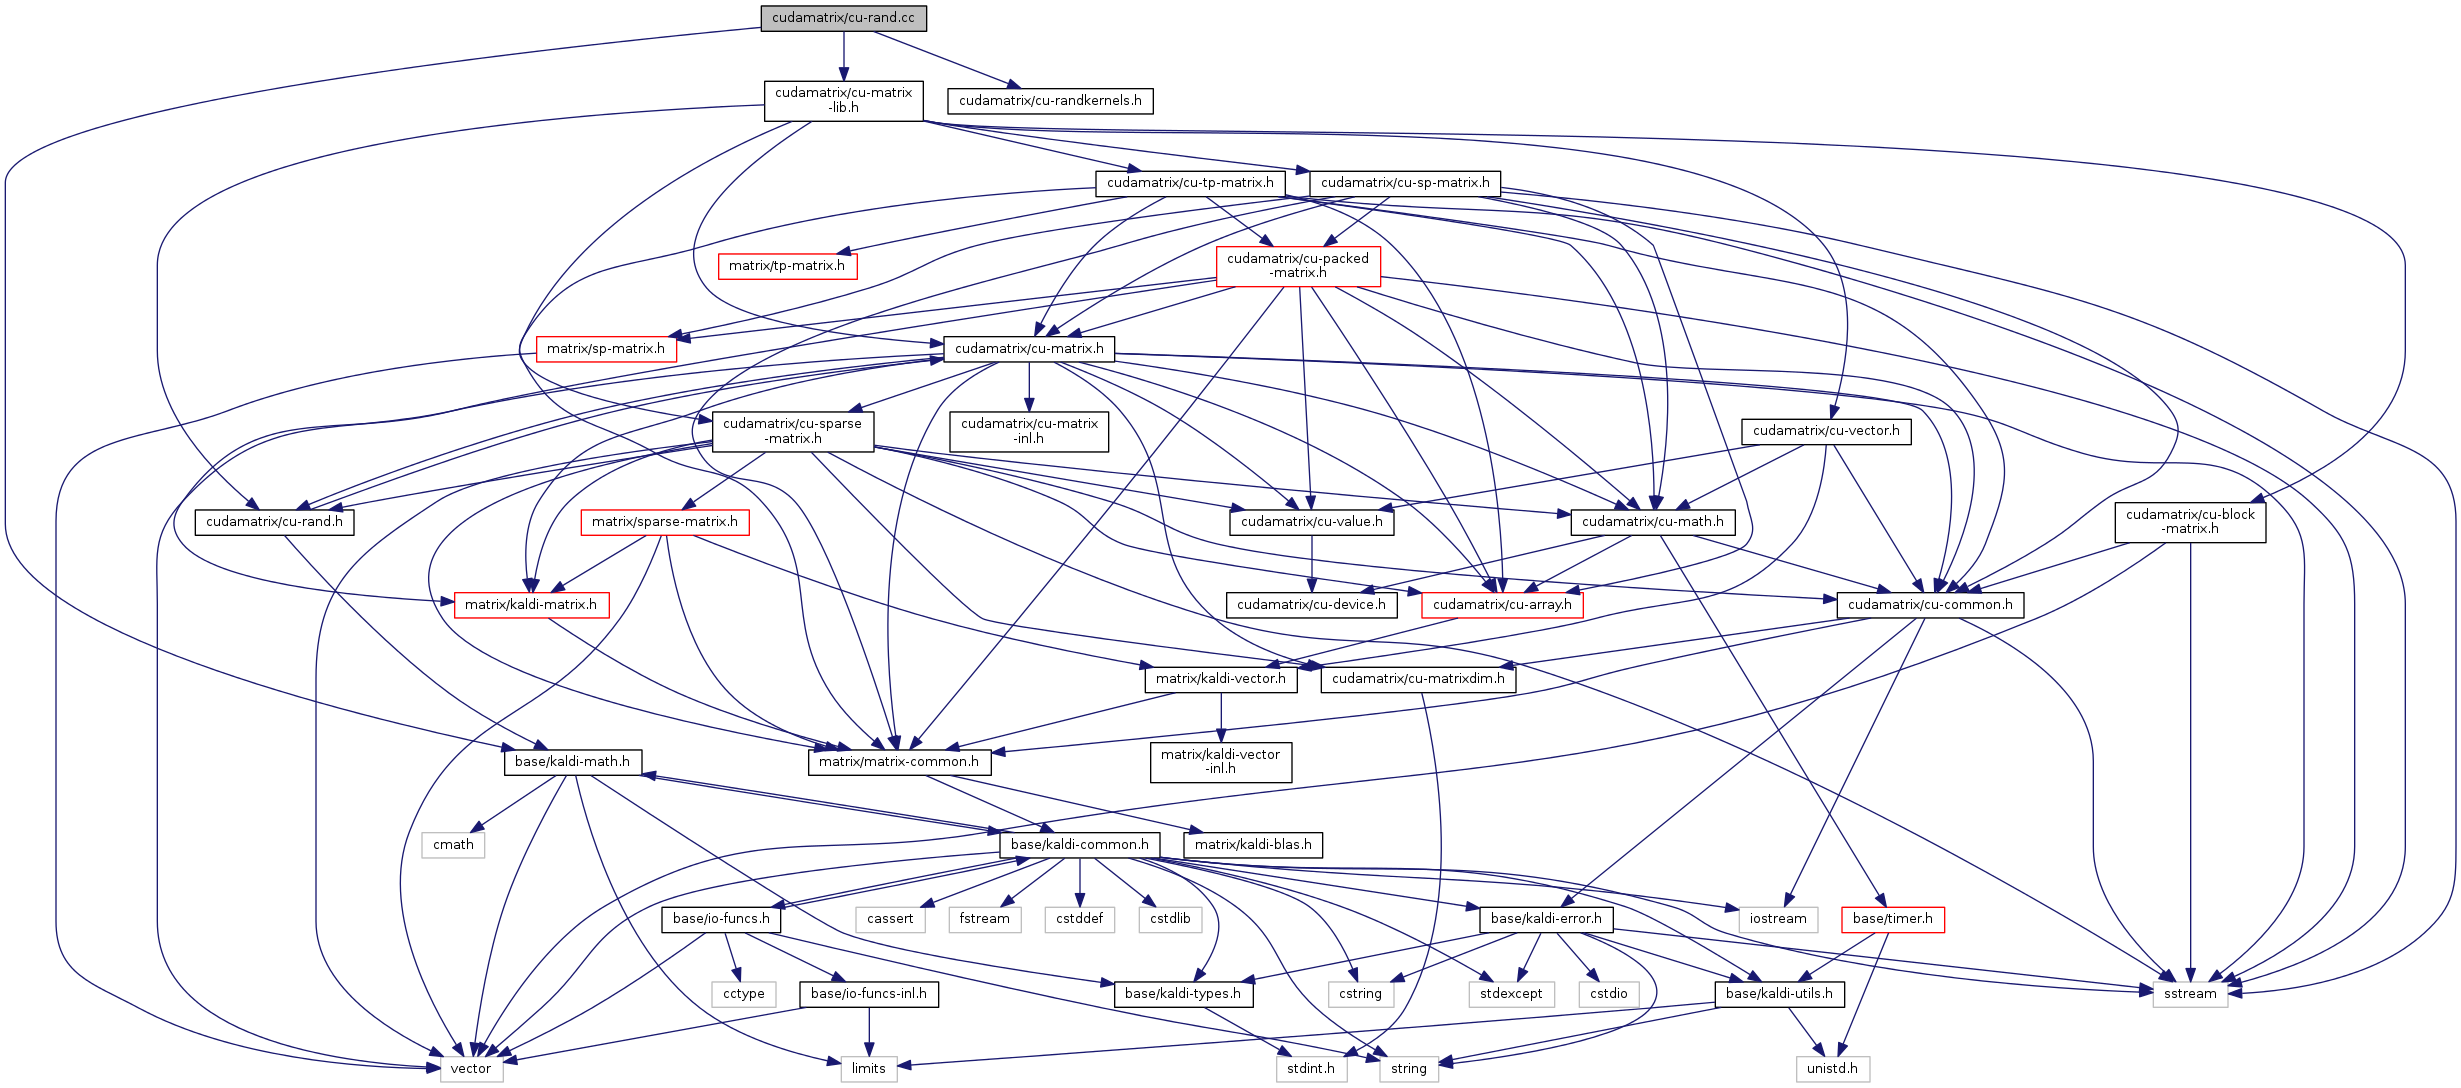 cudamatrix/cu-rand.cc
cudamatrix/cu-matrix
-lib.h
cudamatrix/cu-randkernels.h
cudamatrix/cu-tp-matrix.h
cudamatrix/cu-sp-matrix.h
matrix/tp-matrix.h
cudamatrix/cu-packed
-matrix.h
matrix/sp-matrix.h
cudamatrix/cu-matrix.h
cudamatrix/cu-sparse
-matrix.h
cudamatrix/cu-matrix
-inl.h
cudamatrix/cu-vector.h
cudamatrix/cu-rand.h
matrix/sparse-matrix.h
cudamatrix/cu-value.h
cudamatrix/cu-math.h
cudamatrix/cu-block
-matrix.h
matrix/kaldi-matrix.h
cudamatrix/cu-device.h
cudamatrix/cu-array.h
cudamatrix/cu-common.h
matrix/kaldi-vector.h
cudamatrix/cu-matrixdim.h
base/kaldi-math.h
matrix/matrix-common.h
matrix/kaldi-vector
-inl.h
cmath
base/kaldi-common.h
matrix/kaldi-blas.h
base/io-funcs.h
cassert
fstream
cstddef
cstdlib
base/kaldi-error.h
iostream
base/timer.h
cctype
base/io-funcs-inl.h
base/kaldi-types.h
cstring
stdexcept
cstdio
base/kaldi-utils.h
sstream
vector
limits
stdint.h
string
unistd.h